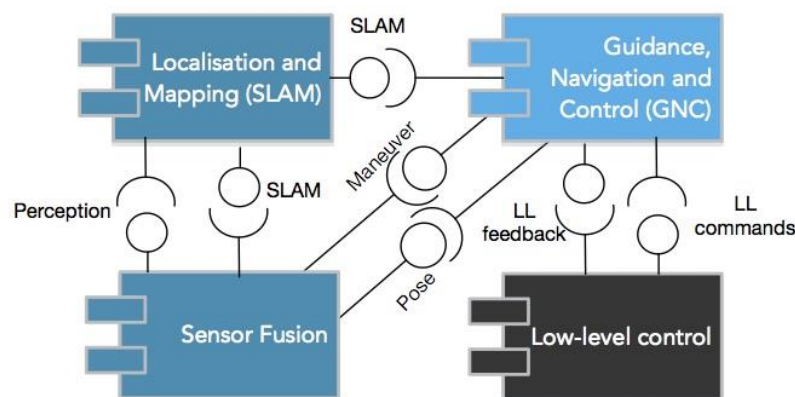 SLAM
Localisation and
Mapping (SLAM)
Guidance,
Navigation and
Control (GNC)
Maneuver
Perception
SLAM
LL
feedback
LL
commands
Pose
Sensor Fusion
Low-level control